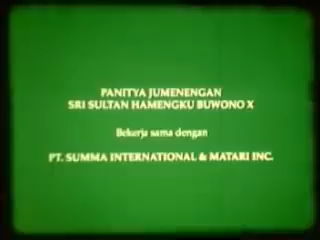 PANITYA JUMENENGAN
SRI SULTAN HAMENGKU BUWONO X
Bekerja sama dengan
PT. SUMMA INTERNATIONAL & MATARI INC.